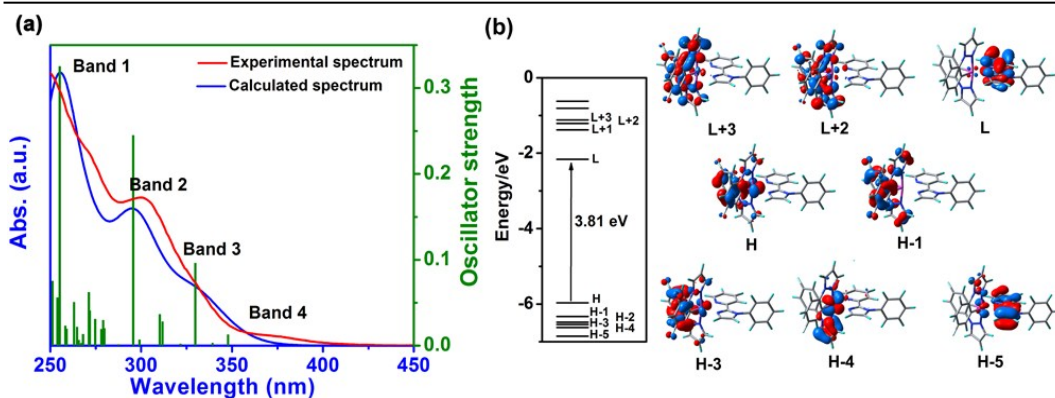 (a)
Band 1
Experimental spectrum
Calculated spectrum
Band 2
Band 3
Band 4
Abs. (a.u.)
Oscillator strength
0.3
0.2
0.1
0.0
250 300 350 400 450
Wavelength (nm)
(b)
Energy/eV
0
-2
-4
-6
L+3 L+2
L+1
L
3.81 eV
H
H-1 H-2
H-3 H-4
H-5
L+3 L+2 L
H H-1
H-3 H-4 H-5